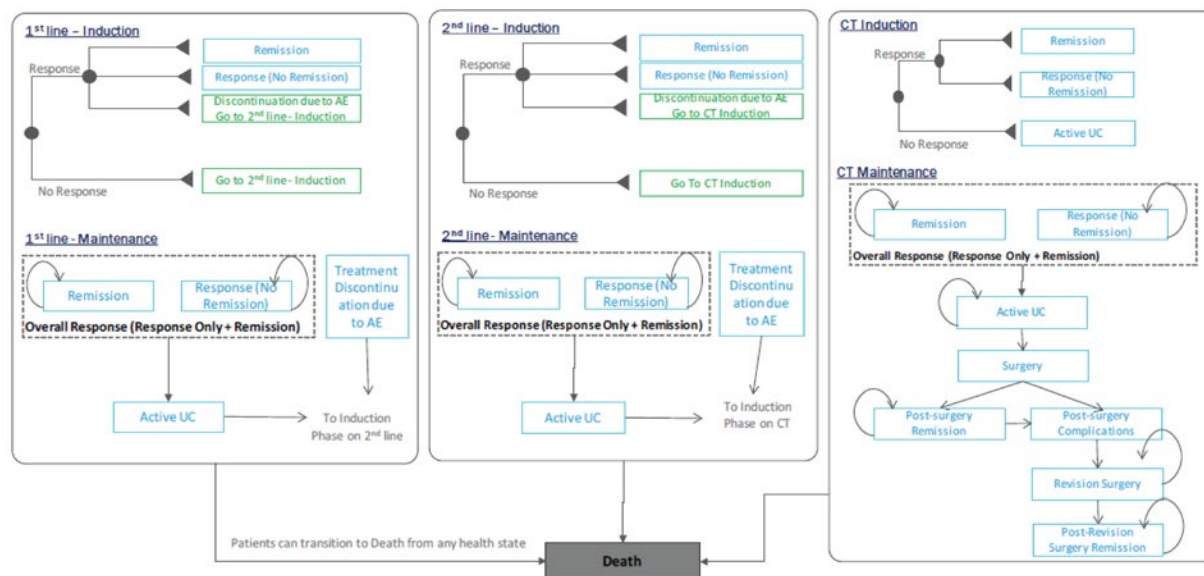 1st line – Induction
Response
Remission
Response (No Remission)
Discontinuation due to AE
Go to 2nd line - Induction
No Response
Go to 2nd line - Induction
1st line - Maintenance
Remission
Response (No
Remission)
Overall Response (Response Only + Remission)
Treatment
Discontinu
ation due
to AE
Active UC
To Induction
Phase on 2nd line
2nd line – Induction
Response
Remission
Response (No Remission)
Discontinuation due to AE
Go to CT Induction
No Response
Go To CT Induction
2nd line - Maintenance
Remission
Response (No
Remission)
Overall Response (Response Only + Remission)
Treatment
Discontinu
ation due
to AE
Active UC
To Induction
Phase on CT
CT Induction
Remission
Response (No
Remission)
Active UC
No Response
CT Maintenance
Remission
Response (No
Remission)
Overall Response (Response Only + Remission)
Active UC
Surgery
Post-surgery
Remission
Post-surgery
Complications
Revision Surgery
Post-Revision
Surgery Remission
Patients can transition to Death from any health state
Death